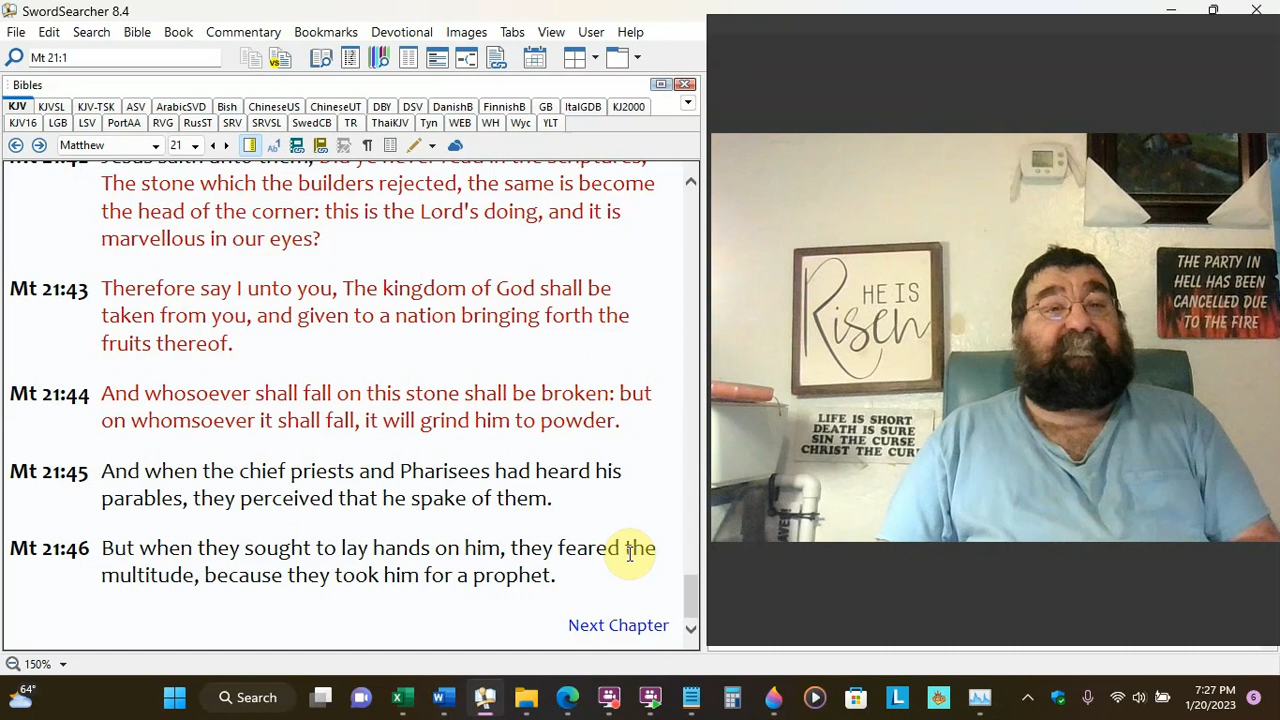 SwordSearcher 8.4
File Edit Search Bible Book Commentary Bookmarks Devotional Images Tabs View User Help
Mt 21:1
Bibles
KJV KJVSL KJV-TSK ASV ArabicSVD Bish ChineseUS ChineseUT DBY DSV DanishB FinnishB GB ItalGDB KJ2000
KJV16 LGB LSV PortAA RVG RusST SRV SRVSL SwedCB TR ThaiKJV Tyn WEB WH Wyc YLT
Matthew 21
The stone which the builders rejected, the same is become
the head of the corner: this is the Lord's doing, and it is
marvellous in our eyes?
Mt 21:43 Therefore say I unto you, The kingdom of God shall be
taken from you, and given to a nation bringing forth the
fruits thereof.
Mt 21:44 And whosoever shall fall on this stone shall be broken: but
on whomsoever it shall fall, it will grind him to powder.
Mt 21:45 And when the chief priests and Pharisees had heard his
parables, they perceived that he spake of them.
Mt 21:46 But when they sought to lay hands on him, they feared the
multitude, because they took him for a prophet.
Next Chapter
150%
HE IS
Risen
THE PARTY IN
HELL HAS BEEN
CANCELLED DUE
TO THE FIRE
LIFE IS SHORT
DEATH IS SURE
SIN THE CURSE
CHRIST THE CUR
64°
Search
7:27 PM
1/20/2023
6